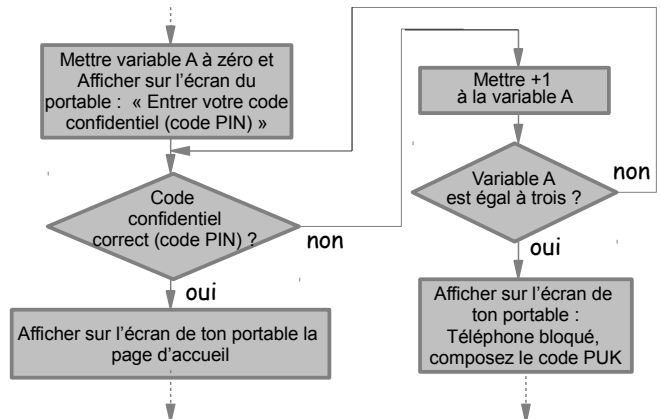 Mettre variable A à zéro et
Afficher sur l'écran du
portable : « Entrer votre code
confidentiel (code PIN) »
Code
confidentiel
correct (code PIN) ?
non
oui
Afficher sur l'écran de ton portable la
page d'accueil
Mettre +1
à la variable A
Variable A
est égal à trois ?
non
oui
Afficher sur l'écran de
ton portable :
Téléphone bloqué,
composez le code PUK